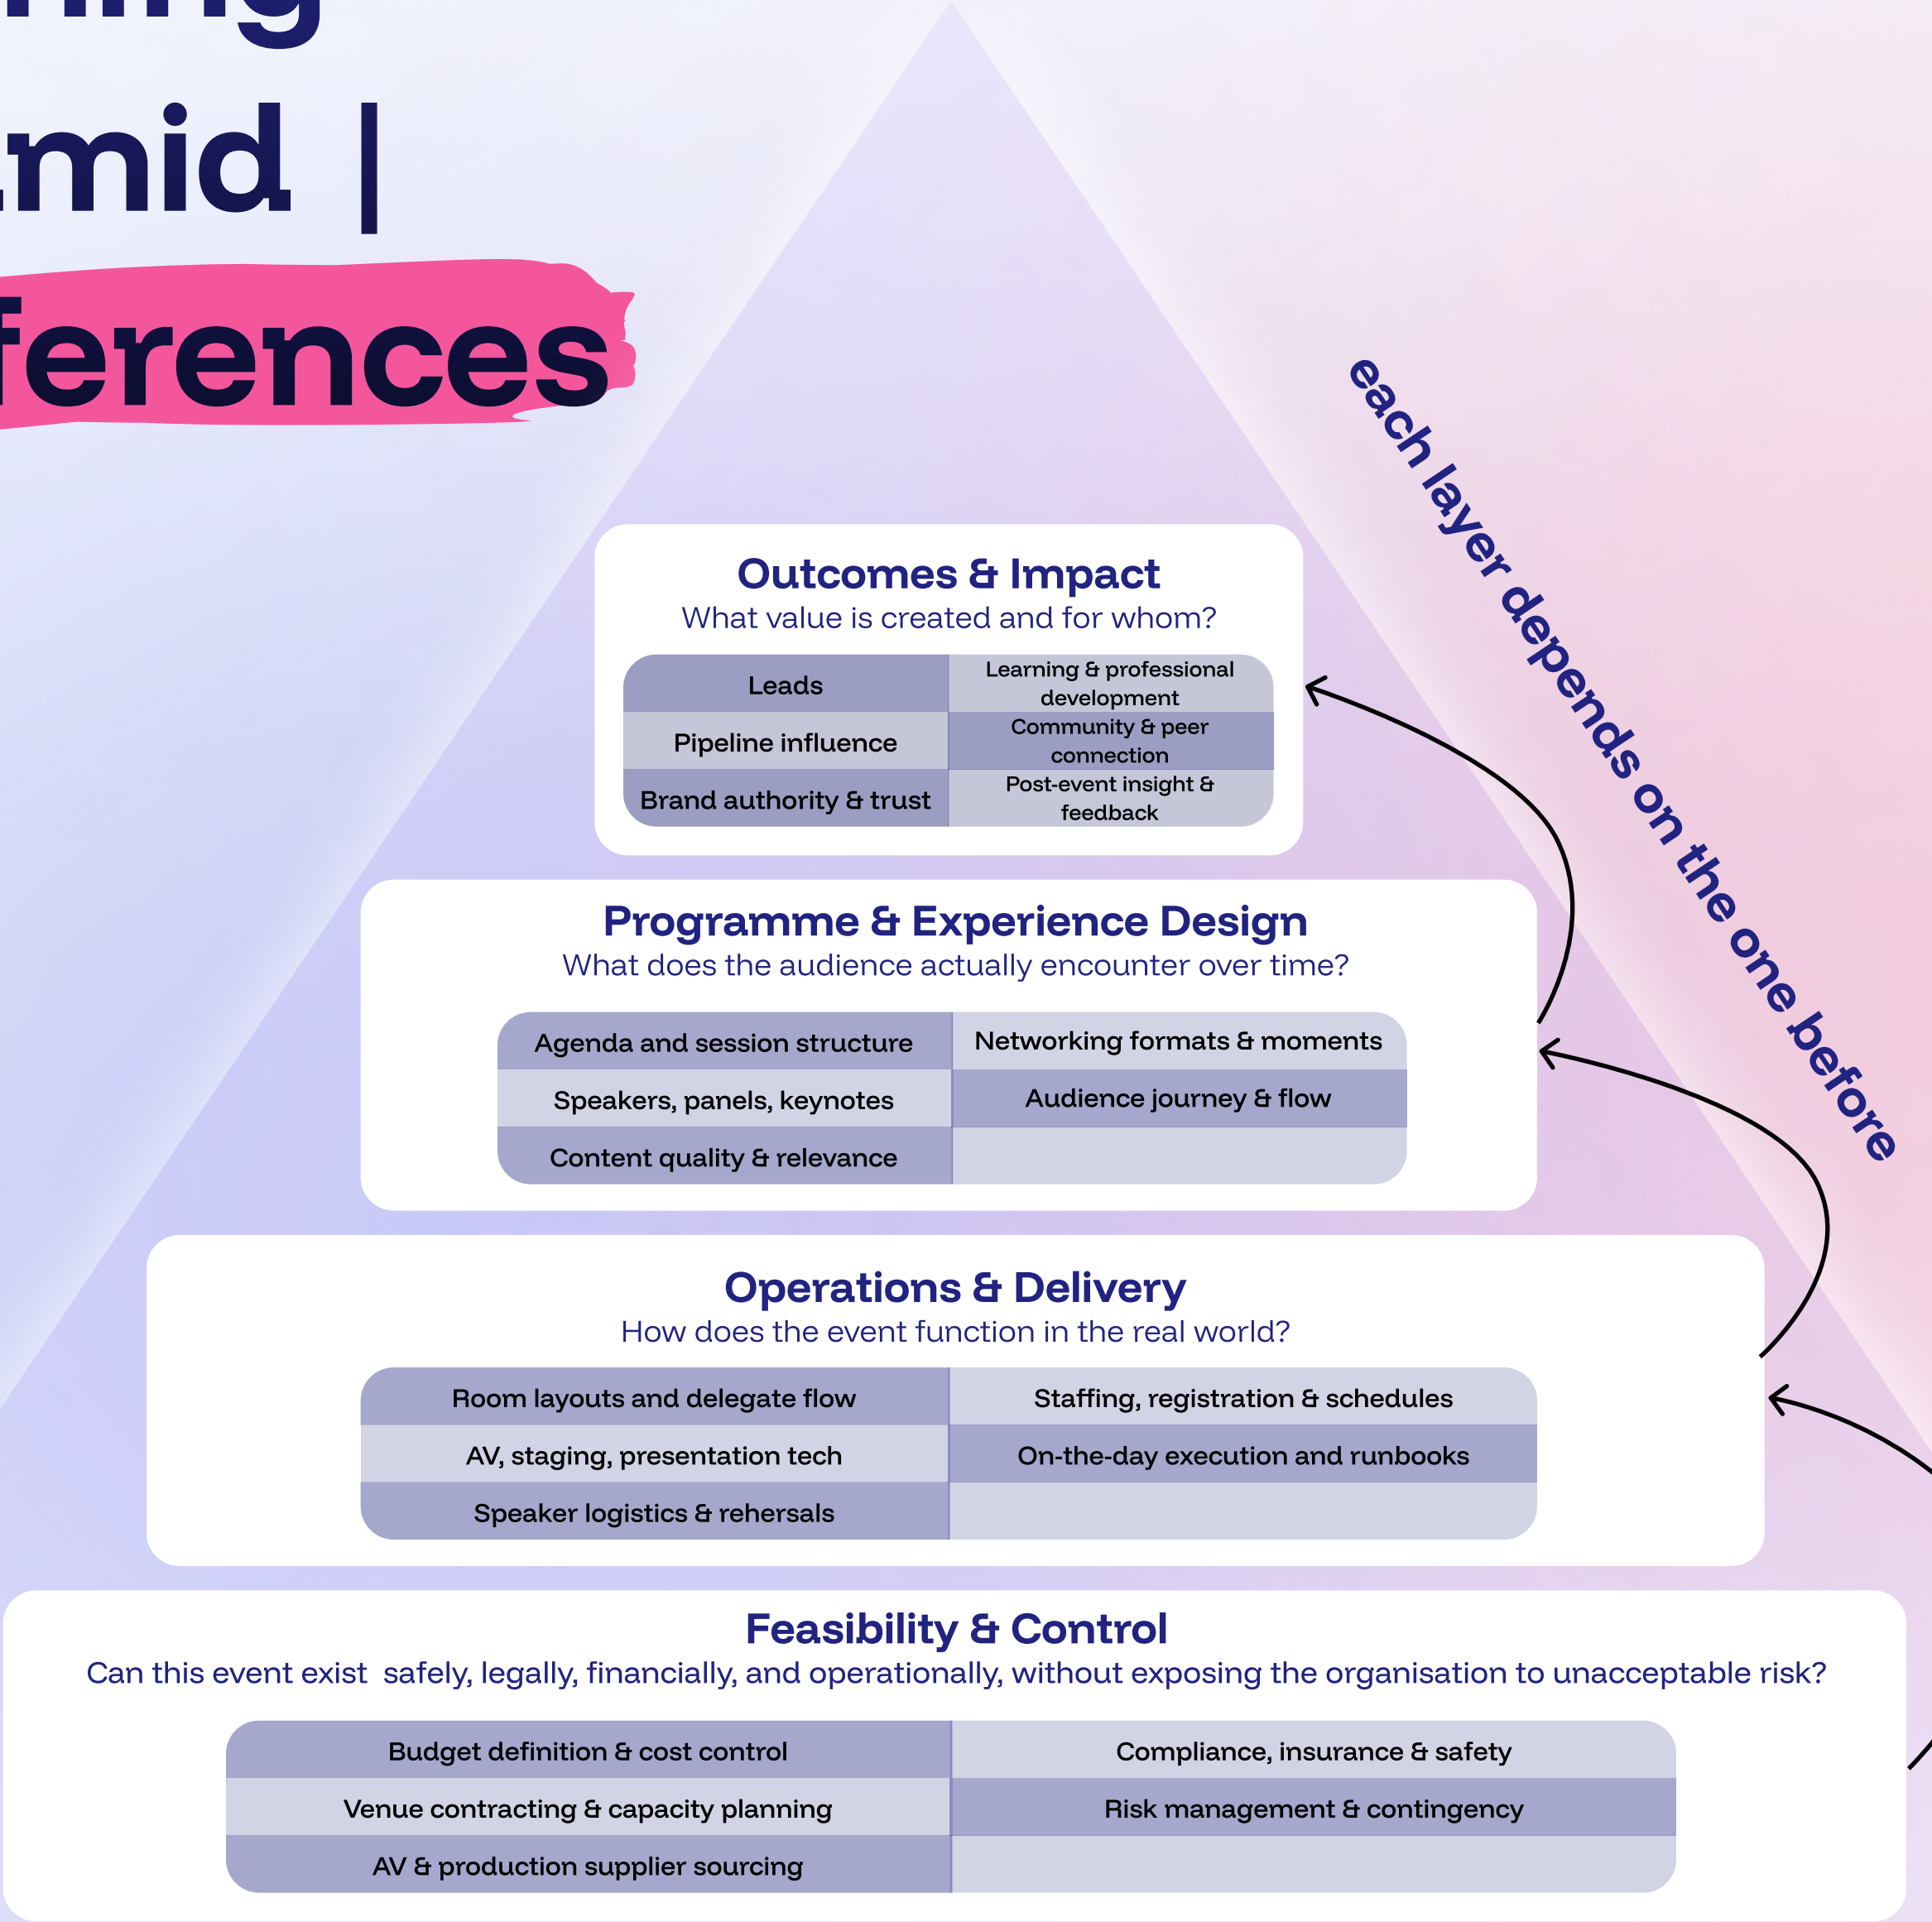 ning
amid |
ferences
each layer depends on the one before
Outcomes & Impact
What value is created and for whom?
Leads
Learning & professional
development
Pipeline influence
Community & peer
connection
Brand authority & trust
Post-event insight &
feedback
Programme & Experience Design
What does the audience actually encounter over time?
Agenda and session structure
Networking formats & moments
Speakers, panels, keynotes
Audience journey & flow
Content quality & relevance
Operations & Delivery
How does the event function in the real world?
Room layouts and delegate flow
Staffing, registration & schedules
AV, staging, presentation tech
On-the-day execution and runbooks
Speaker logistics & rehersals
Feasibility & Control
Can this event exist  safely, legally, financially, and operationally, without exposing the organisation to unacceptable risk?
Budget definition & cost control
Compliance, insurance & safety
Venue contracting & capacity planning
Risk management & contingency
AV & production supplier sourcing